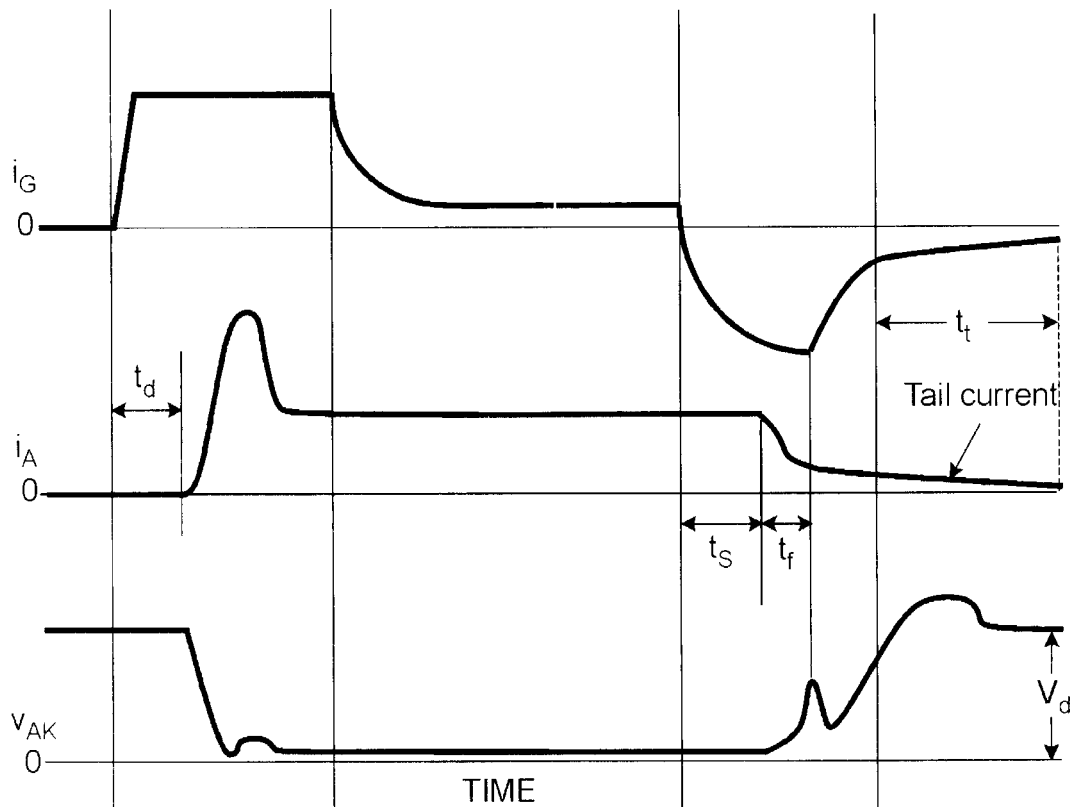 i_G
0
t_t
t_d
Tail current
i_A
0
t_S
t_f
V_d
v_AK
0
TIME